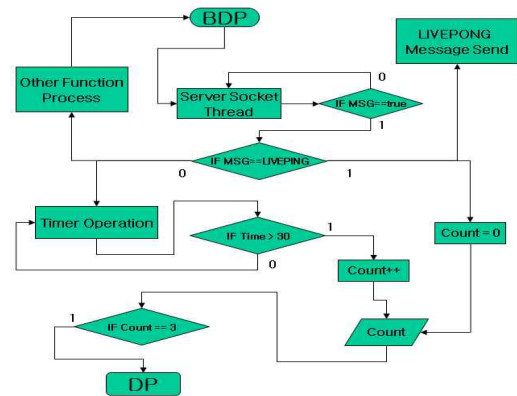 BDP
LIVEPONG
Message Send
Other Function
Process
0
Server Socket
Thread
IF MSG==true
1
IF MSG==LIVEPING
0
1
Timer Operation
IF Time > 30
1
Count = 0
0
Count++
1
IF Count == 3
Count
DP